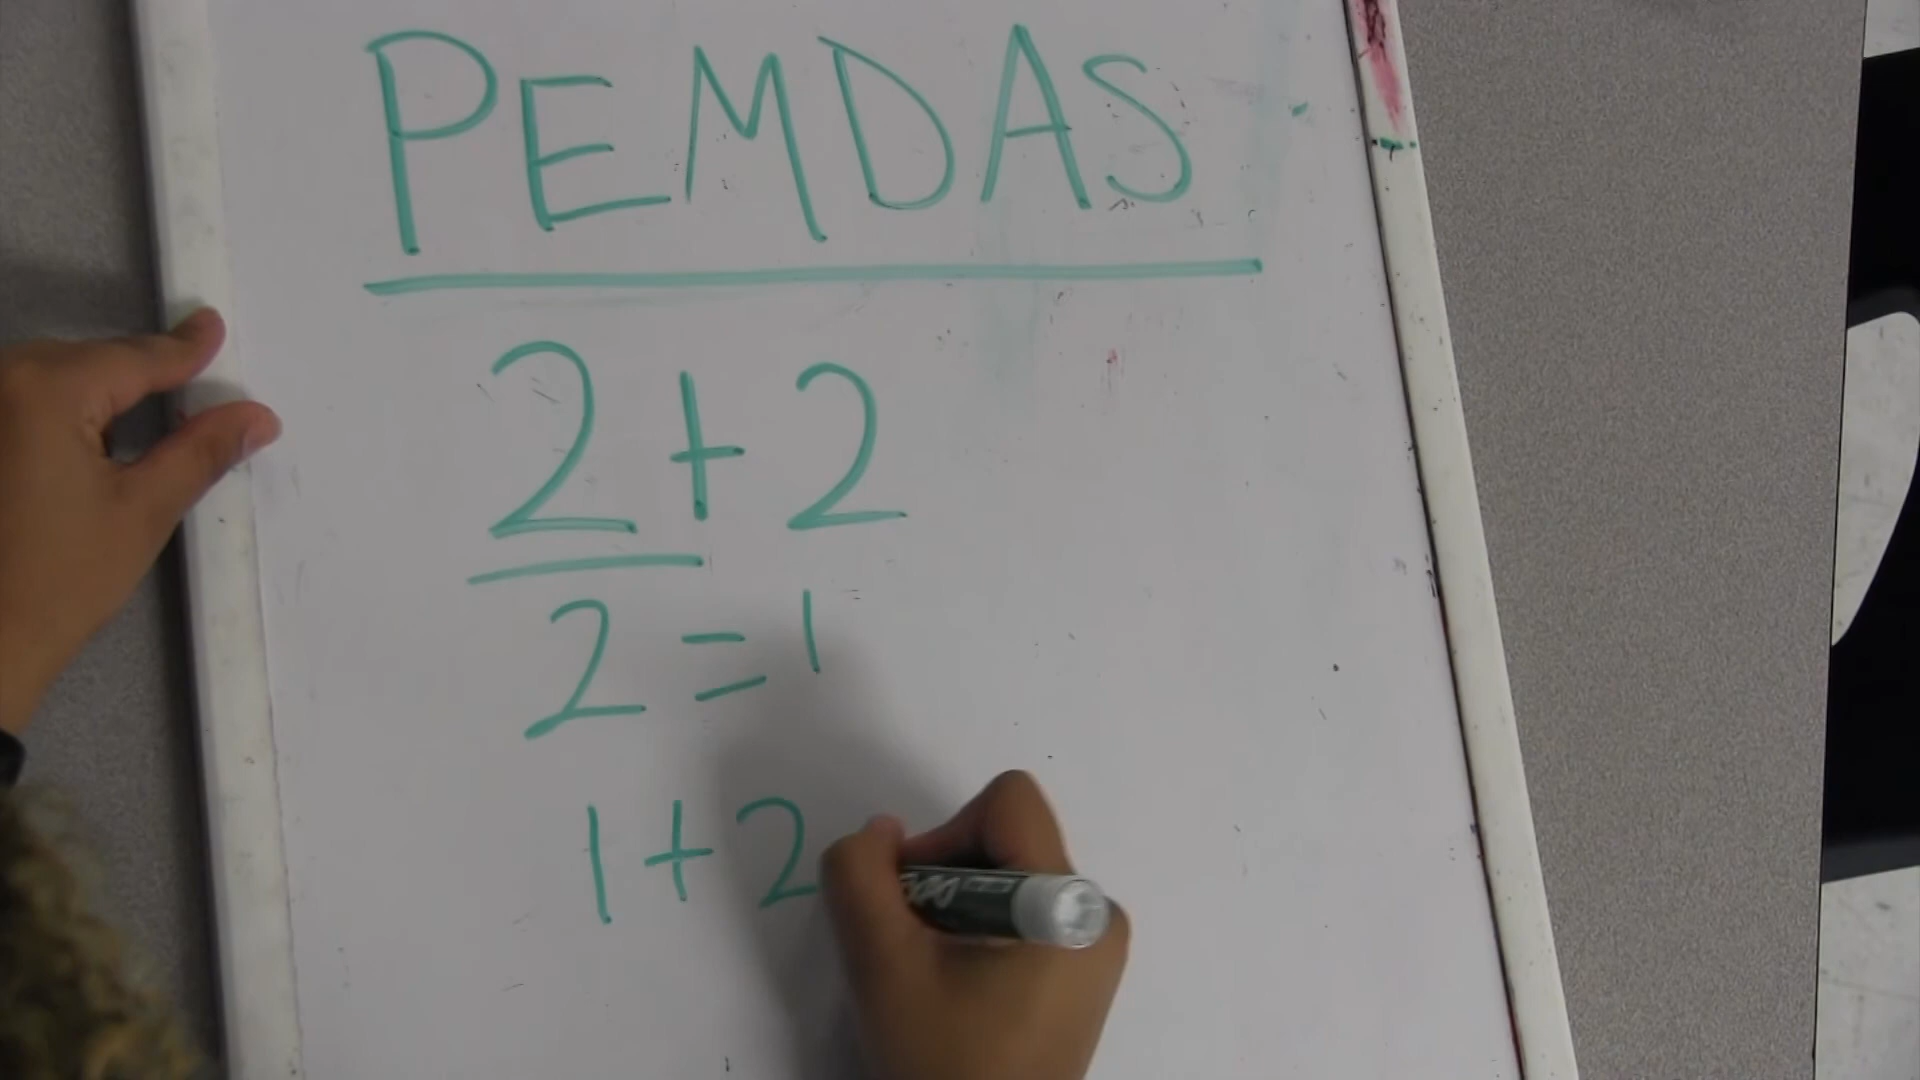 PEMDAS
2 + 2
2 = 1
1 + 2